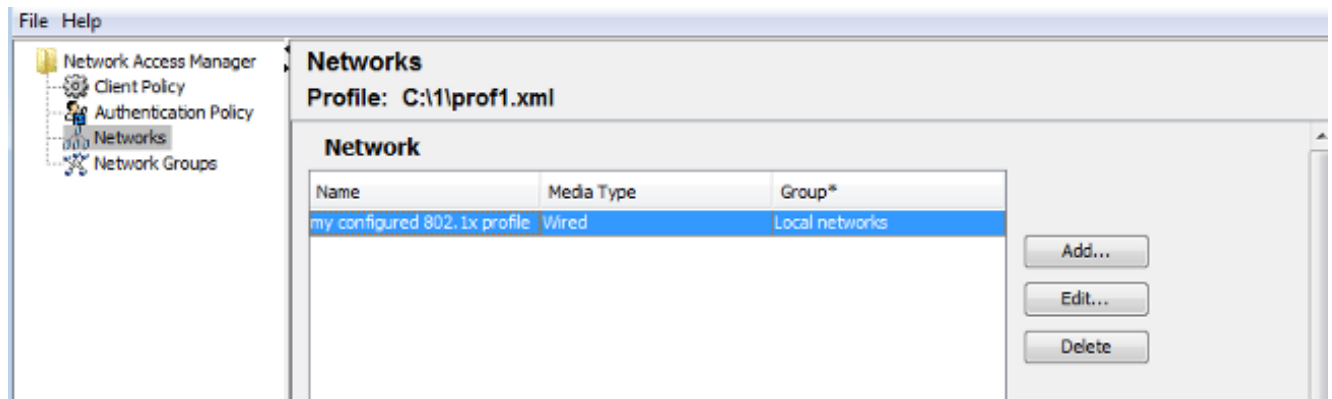 File Help
Network Access Manager
Client Policy
Authentication Policy
Networks
Network Groups
Networks
Profile: C:\1\prof1.xml
Network
Name Media Type Group*
my configured 802.1x profile Wired Local networks
Add...
Edit...
Delete